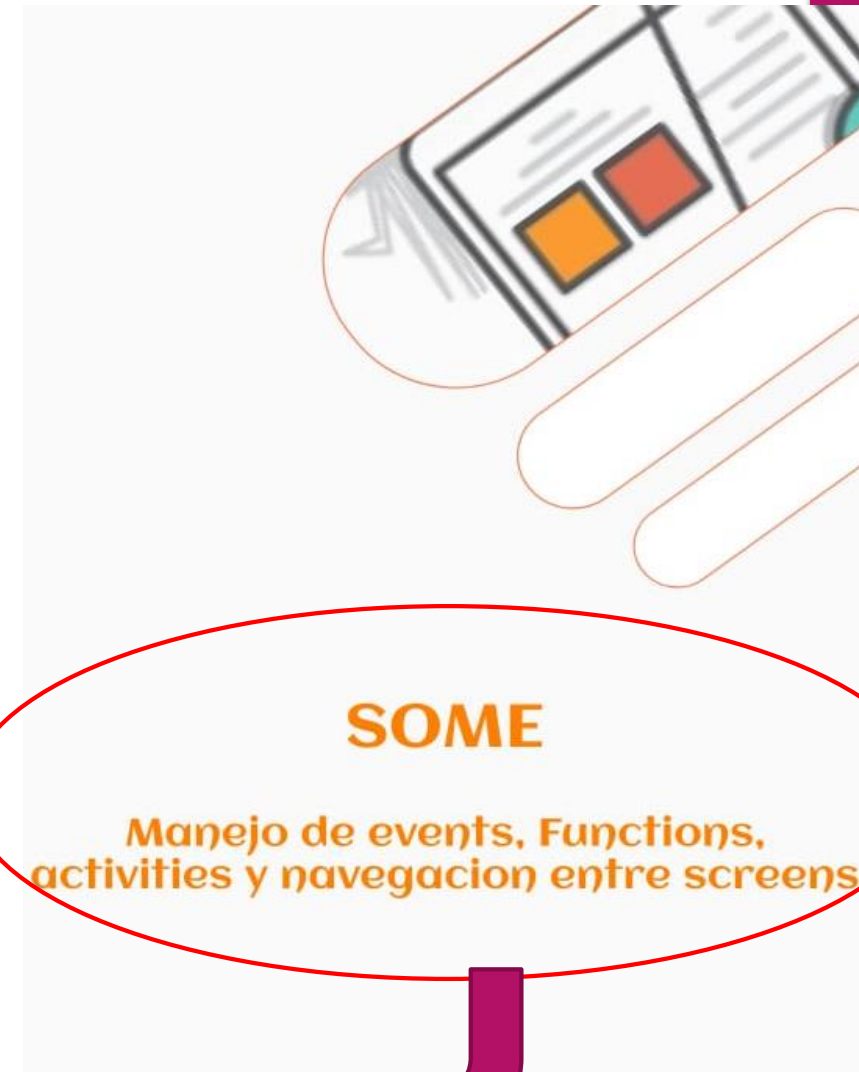 SOME
Manejo de events, Functions,
activities y navegacion entre screens